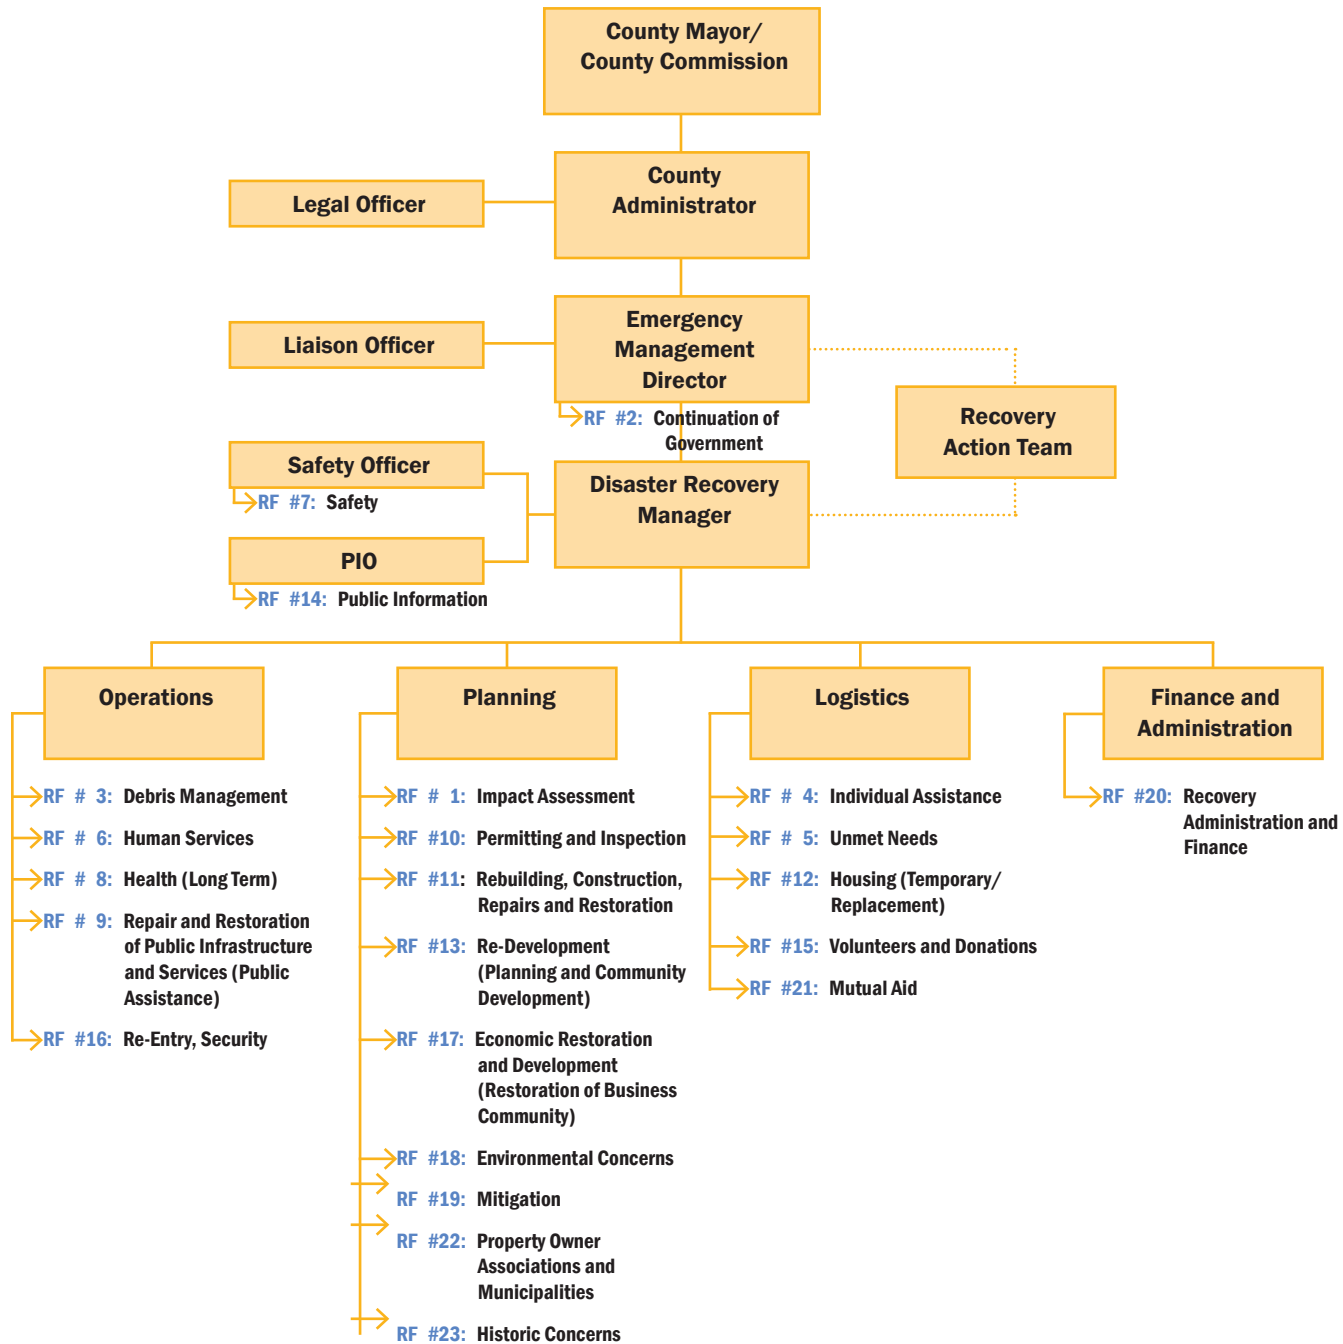 County Mayor/
County Commission
County
Administrator
Legal Officer
Emergency
Management
Director
Liaison Officer
RF #2: Continuation of
Government
Recovery
Action Team
Safety Officer
RF #7: Safety
Disaster Recovery
Manager
PIO
RF #14: Public Information
Operations
RF # 3: Debris Management
RF # 6: Human Services
RF # 8: Health (Long Term)
RF # 9: Repair and Restoration
of Public Infrastructure
and Services (Public
Assistance)
RF #16: Re-Entry, Security
Planning
RF # 1: Impact Assessment
RF #10: Permitting and Inspection
RF #11: Rebuilding, Construction,
Repairs and Restoration
RF #13: Re-Development
(Planning and Community
Development)
RF #17: Economic Restoration
and Development
(Restoration of Business
Community)
RF #18: Environmental Concerns
RF #19: Mitigation
RF #22: Property Owner
Associations and
Municipalities
RF #23: Historic Concerns
Logistics
RF # 4: Individual Assistance
RF # 5: Unmet Needs
RF #12: Housing (Temporary/
Replacement)
RF #15: Volunteers and Donations
RF #21: Mutual Aid
Finance and
Administration
RF #20: Recovery
Administration and
Finance